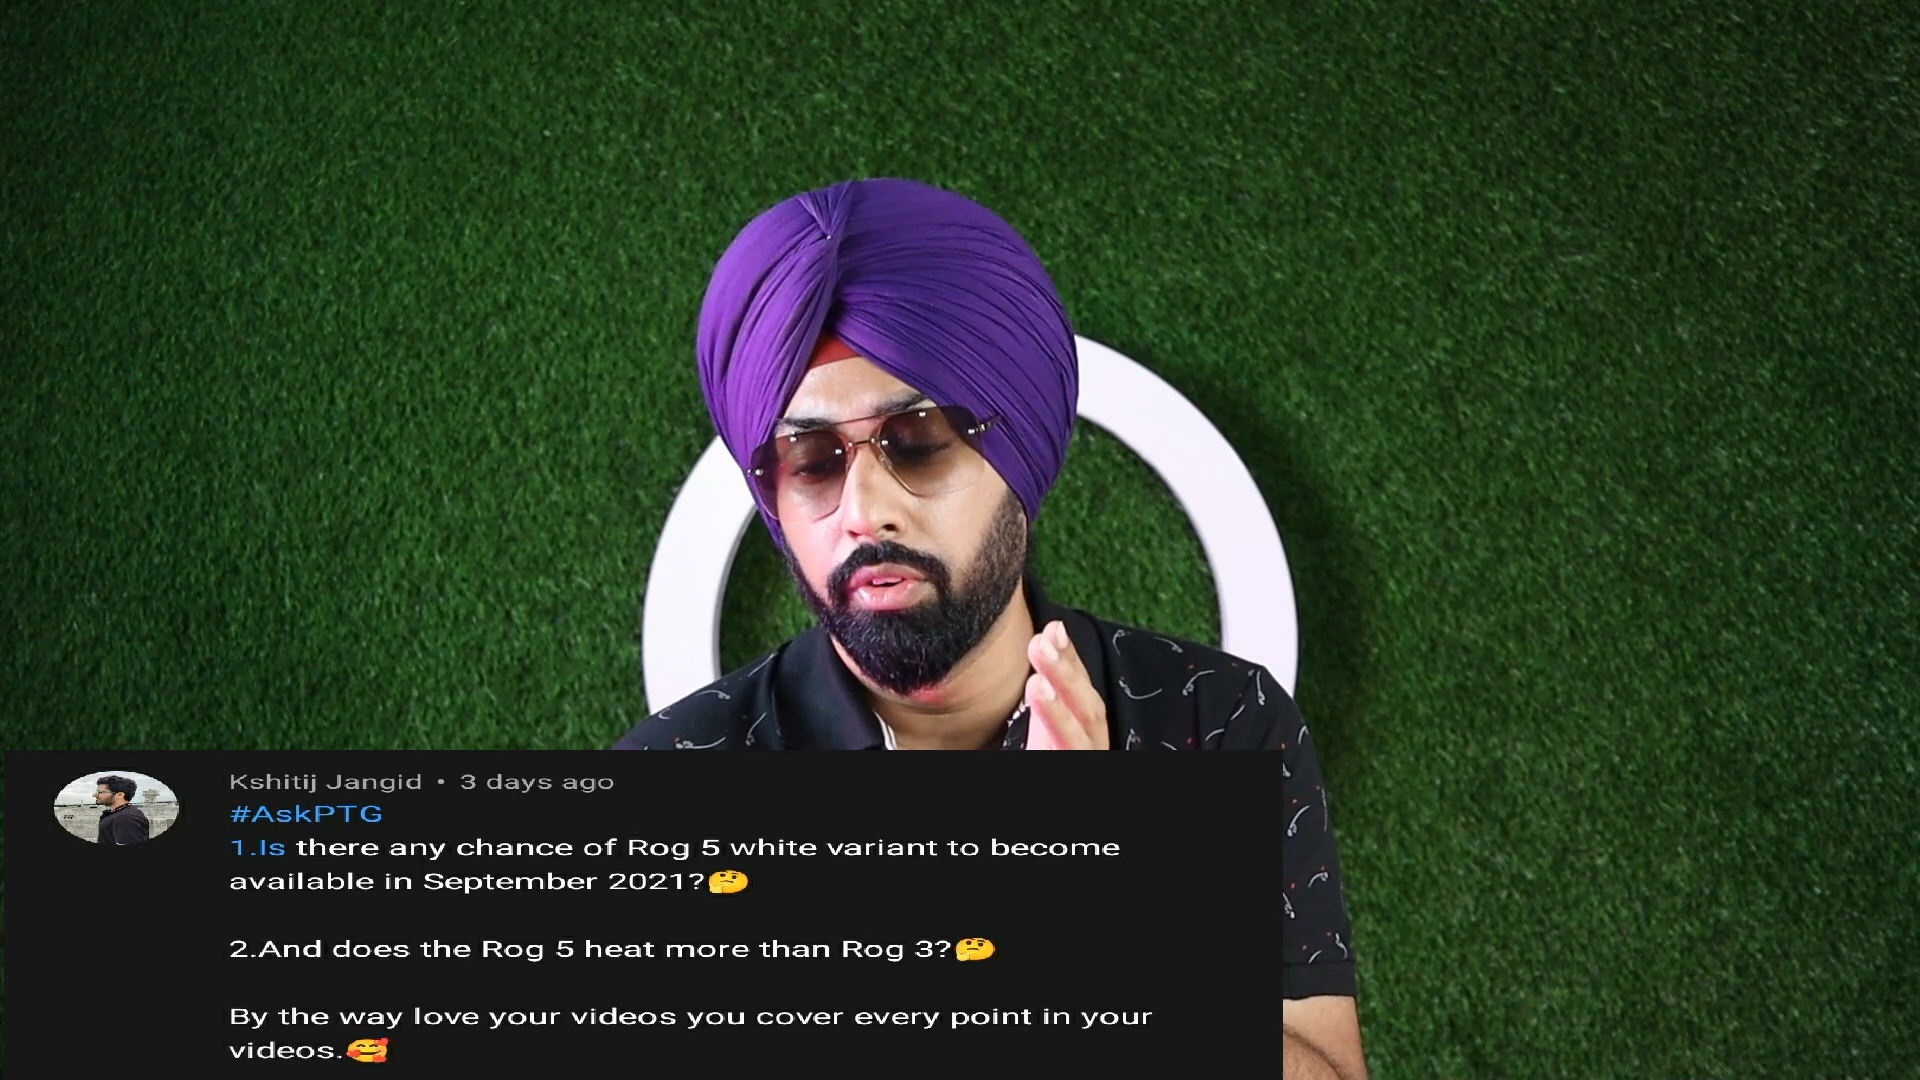 Kshitij Jangid • 3 days ago
#AskPTG
1.Is there any chance of Rog 5 white variant to become
available in September 2021?🤔
2.And does the Rog 5 heat more than Rog 3?🤔
By the way love your videos you cover every point in your
videos.🥰